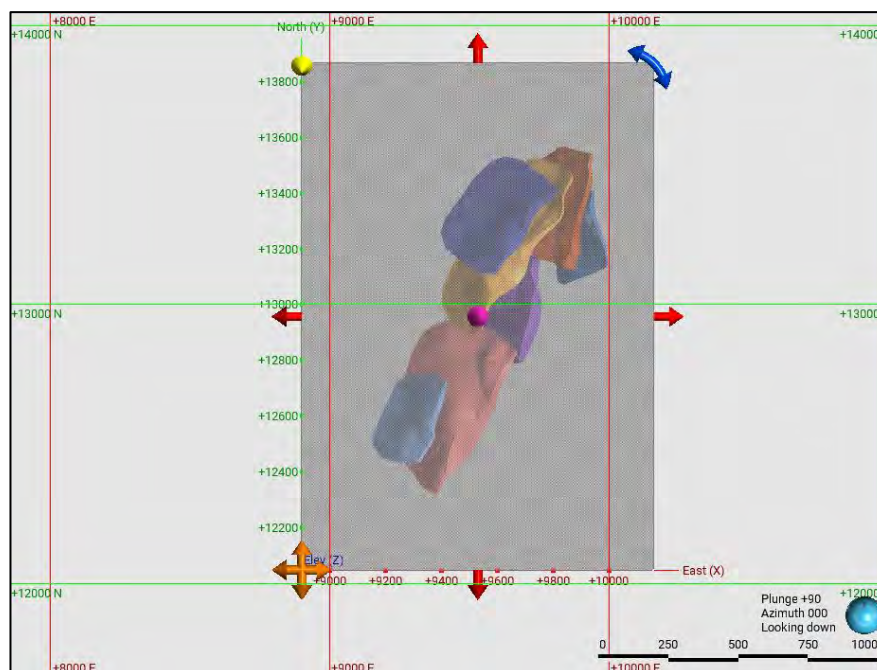 +8000 E
+9000 E
+10000 E
+14000 N
North (Y)
+14000
+13800
+13600
+13400
+13200
+13000
+13000 N
+13000
+12800
+12600
+12400
+12200
Elev (Z)
+9000
+9200
+9400
+9600
+9800
+10000
East (X)
+12000 N
+12000
Plunge +90
Azimuth 000
Looking down
0
250
500
750
1000
+8000 E
+9000 E
+10000 E